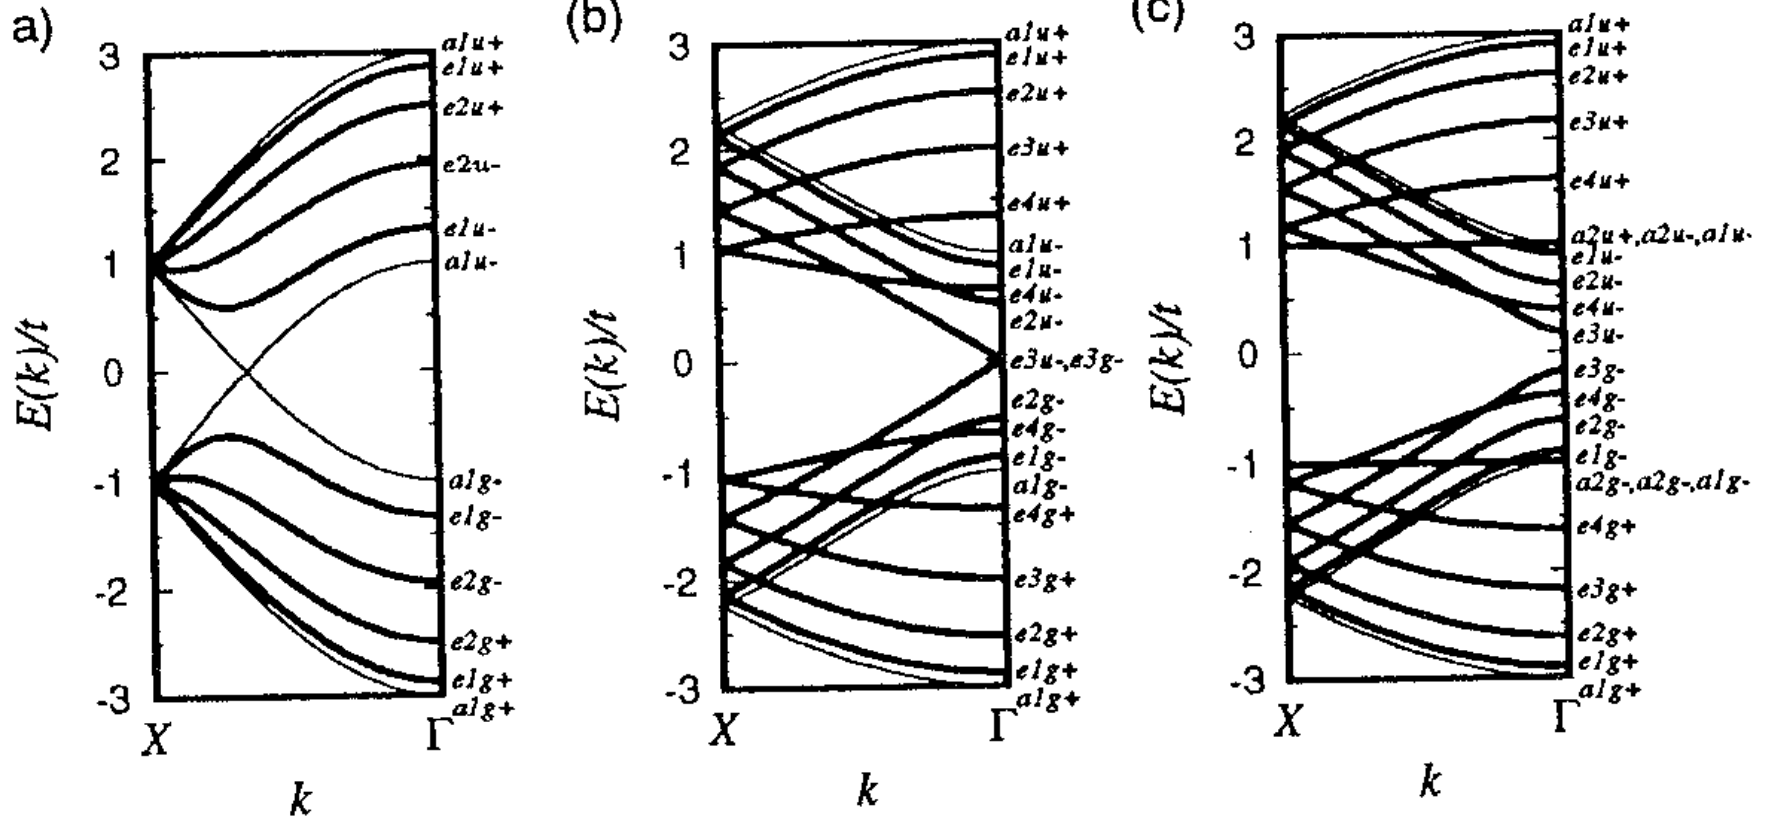 a)
3
2
1
0
-1
-2
-3
E(k)/t
X
Γ
k
a1u+
e1u+
e2u+
e2u-
e1u-
a1u-
a1g-
e1g-
e2g-
e2g+
e1g+
a1g+
(b)
3
2
1
0
-1
-2
-3
E(k)/t
X
Γ
k
a1u+
e1u+
e2u+
e3u+
e4u+
a1u-
e1u-
e4u-
e2u-
e3u-,e3g-
e2g-
e4g-
e1g-
a1g-
e4g+
e3g+
e2g+
e1g+
a1g+
(c)
3
2
1
0
-1
-2
-3
E(k)/t
X
Γ
k
a1u+
e1u+
e2u+
e3u+
e4u+
a2u+,a2u-,a1u-
e1u-
e2u-
e4u-
e3u-
e3g-
e4g-
e2g-
e1g-
a2g-,a2g-,a1g-
e4g+
e3g+
e2g+
e1g+
a1g+